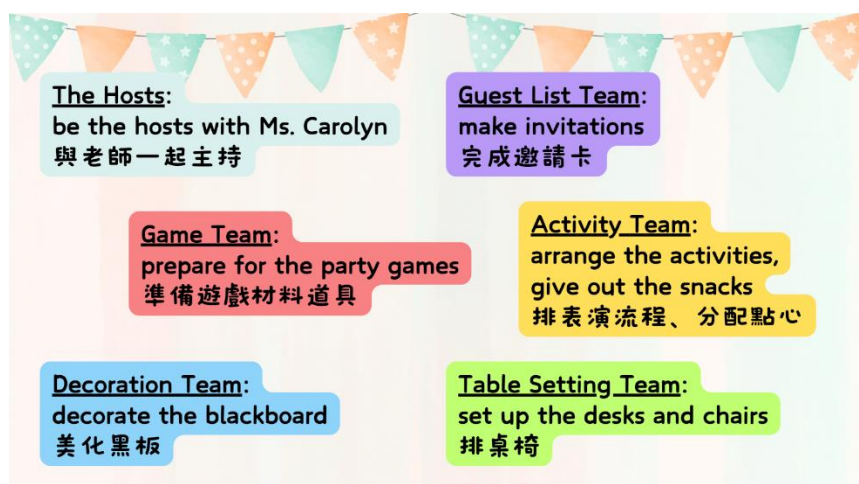 The Hosts:
be the hosts with Ms. Carolyn
與老師一起主持
Guest List Team:
make invitations
完成邀請卡
Game Team:
prepare for the party games
準備遊戲材料道具
Activity Team:
arrange the activities,
give out the snacks
排表演流程、分配點心
Decoration Team:
decorate the blackboard
美化黑板
Table Setting Team:
set up the desks and chairs
排桌椅